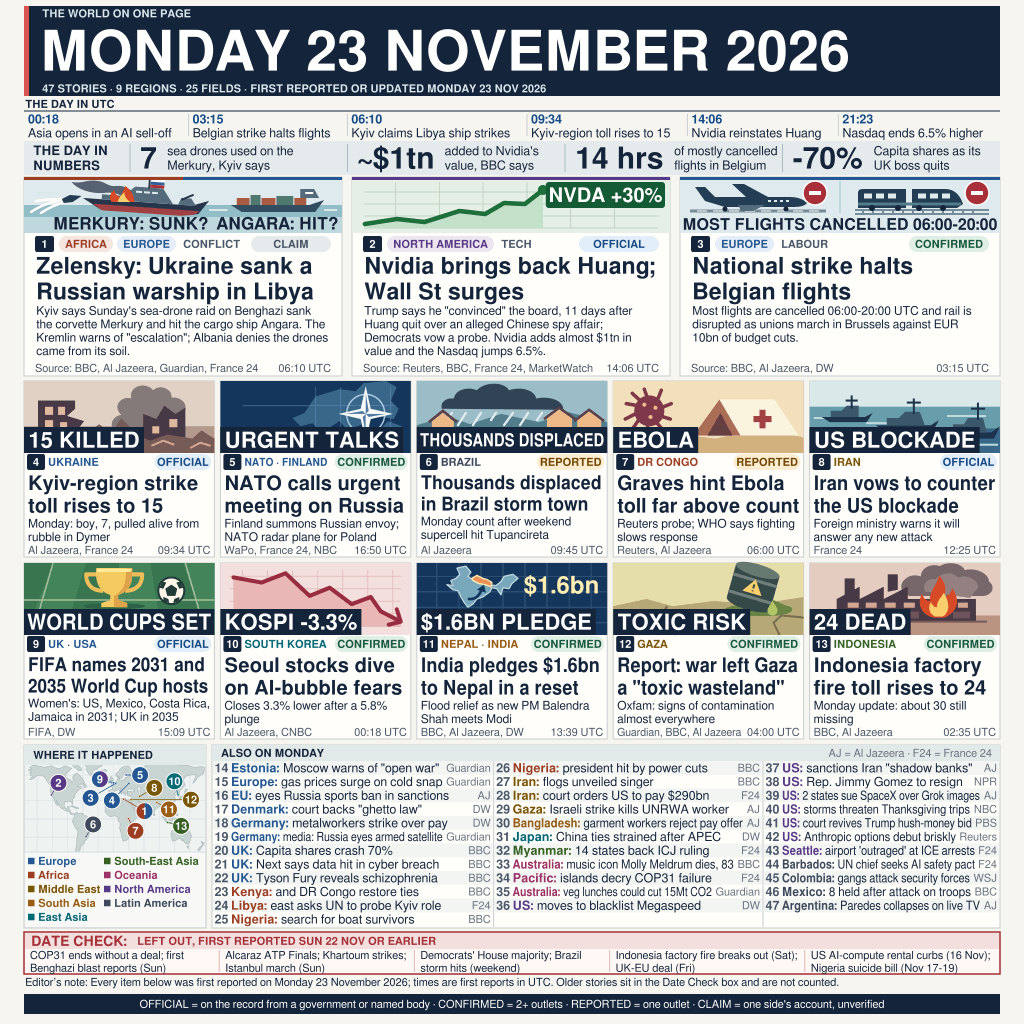 THE WORLD ON ONE PAGE
MONDAY 23 NOVEMBER 2026
47 STORIES · 9 REGIONS · 25 FIELDS · FIRST REPORTED OR UPDATED MONDAY 23 NOV 2026
THE DAY IN UTC
00:18
Asia opens in an AI sell-off
03:15
Belgian strike halts flights
06:10
Kyiv claims Libya ship strikes
09:34
Kyiv-region toll rises to 15
14:06
Nvidia reinstates Huang
21:23
Nasdaq ends 6.5% higher
THE DAY IN
NUMBERS
7
sea drones used on the
Merkury, Kyiv says
~$1tn
added to Nvidia's
value, BBC says
14 hrs
of mostly cancelled
flights in Belgium
-70%
Capita shares as its
UK boss quits
MERKURY: SUNK? ANGARA: HIT?
1 AFRICA EUROPE CONFLICT CLAIM
Zelensky: Ukraine sank a
Russian warship in Libya
Kyiv says Sunday's sea-drone raid on Benghazi sank
the corvette Merkury and hit the cargo ship Angara. The
Kremlin warns of "escalation"; Albania denies the drones
came from its soil.
Source: BBC, Al Jazeera, Guardian, France 24 06:10 UTC
NVDA +30%
2 NORTH AMERICA TECH OFFICIAL
Nvidia brings back Huang;
Wall St surges
Trump says he "convinced" the board, 11 days after
Huang quit over an alleged Chinese spy affair;
Democrats vow a probe. Nvidia adds almost $1tn in
value and the Nasdaq jumps 6.5%.
Source: Reuters, BBC, France 24, MarketWatch 14:06 UTC
MOST FLIGHTS CANCELLED 06:00-20:00
3 EUROPE LABOUR CONFIRMED
National strike halts
Belgian flights
Most flights are cancelled 06:00-20:00 UTC and rail is
disrupted as unions march in Brussels against EUR
10bn of budget cuts.
Source: BBC, Al Jazeera, DW 03:15 UTC
15 KILLED
4 UKRAINE OFFICIAL
Kyiv-region strike
toll rises to 15
Monday: boy, 7, pulled alive from
rubble in Dymer
Al Jazeera, France 24 09:34 UTC
URGENT TALKS
5 NATO · FINLAND CONFIRMED
NATO calls urgent
meeting on Russia
Finland summons Russian envoy;
NATO radar plane for Poland
WaPo, France 24, NBC 16:50 UTC
THOUSANDS DISPLACED
6 BRAZIL REPORTED
Thousands displaced
in Brazil storm town
Monday count after weekend
supercell hit Tupancireta
Al Jazeera 09:45 UTC
EBOLA
7 DR CONGO REPORTED
Graves hint Ebola
toll far above count
Reuters probe; WHO says fighting
slows response
Reuters, Al Jazeera 06:00 UTC
US BLOCKADE
8 IRAN OFFICIAL
Iran vows to counter
the US blockade
Foreign ministry warns it will
answer any new attack
France 24 12:25 UTC
WORLD CUPS SET
9 UK · USA OFFICIAL
FIFA names 2031 and
2035 World Cup hosts
Women's: US, Mexico, Costa Rica,
Jamaica in 2031; UK in 2035
FIFA, DW 15:09 UTC
KOSPI -3.3%
10 SOUTH KOREA CONFIRMED
Seoul stocks dive
on AI-bubble fears
Closes 3.3% lower after a 5.8%
plunge
Al Jazeera, CNBC 00:18 UTC
$1.6bn
$1.6BN PLEDGE
11 NEPAL · INDIA CONFIRMED
India pledges $1.6bn
to Nepal in a reset
Flood relief as new PM Balendra
Shah meets Modi
BBC, DW 13:39 UTC
TOXIC RISK
12 GAZA CONFIRMED
Report: war left Gaza
a "toxic wasteland"
Oxfam: signs of contamination
almost everywhere
Guardian, BBC, Al Jazeera 04:00 UTC
24 DEAD
13 INDONESIA CONFIRMED
Indonesia factory
fire toll rises to 24
Monday update: about 30 still
missing
BBC, Al Jazeera 02:35 UTC
WHERE IT HAPPENED
2
9
5
10
3
4
8
12
1
11
6
7
13
Europe
Africa
Middle East
South Asia
East Asia
South-East Asia
Oceania
North America
Latin America
ALSO ON MONDAY
AJ = Al Jazeera · F24 = France 24
14 Estonia: Moscow warns of "open war" Guardian
15 Europe: gas prices surge on cold snap Guardian
16 EU: eyes Russia sports ban in sanctions AJ
17 Denmark: court backs "ghetto law" DW
18 Germany: metalworkers strike over pay DW
19 Germany: media: Russia eyes armed satellite Guardian
20 UK: Capita shares crash 70% BBC
21 UK: Next says data hit in cyber breach BBC
22 UK: Tyson Fury reveals schizophrenia BBC
23 Kenya: and DR Congo restore ties BBC
24 Libya: east asks UN to probe Kyiv role F24
25 Nigeria: search for boat survivors BBC
26 Nigeria: president hit by power cuts BBC
27 Iran: flogs unveiled singer BBC
28 Iran: court orders US to pay $290bn F24
29 Gaza: Israeli strike kills UNRWA worker AJ
30 Bangladesh: garment workers reject pay offer AJ
31 Japan: China ties strained after APEC DW
32 Myanmar: 14 states back ICJ ruling F24
33 Australia: music icon Molly Meldrum dies, 83 BBC
34 Pacific: islands decry COP31 failure F24
35 Australia: veg lunches could cut 15Mt CO2 Guardian
36 US: moves to blacklist Megaspeed DW
37 US: sanctions Iran "shadow banks" AJ
38 US: Rep. Jimmy Gomez to resign NPR
39 US: 2 states sue SpaceX over Grok images AJ
40 US: storms threaten Thanksgiving trips NBC
41 US: court revives Trump hush-money bid PBS
42 US: Anthropic options debut briskly Reuters
43 Seattle: airport 'outraged' at ICE arrests F24
44 Barbados: UN chief seeks AI safety pact F24
45 Colombia: gangs attack security forces WSJ
46 Mexico: 8 held after attack on troops BBC
47 Argentina: Paredes collapses on live TV AJ
DATE CHECK: LEFT OUT, FIRST REPORTED SUN 22 NOV OR EARLIER
COP31 ends without a deal; first
Benghazi blast reports (Sun)
Alcaraz ATP Finals; Khartoum strikes;
Istanbul march (Sun)
Democrats' House majority; Brazil
storm hits (weekend)
Indonesia factory fire breaks out (Sat);
UK-EU deal (Fri)
US AI-compute rental curbs (16 Nov);
Nigeria suicide bill (Nov 17-19)
Editor's note: Every item below was first reported on Monday 23 November 2026; times are first reports in UTC. Older stories sit in the Date Check box and are not counted.
OFFICIAL = on the record from a government or named body · CONFIRMED = 2+ outlets · REPORTED = one outlet · CLAIM = one side's account, unverified